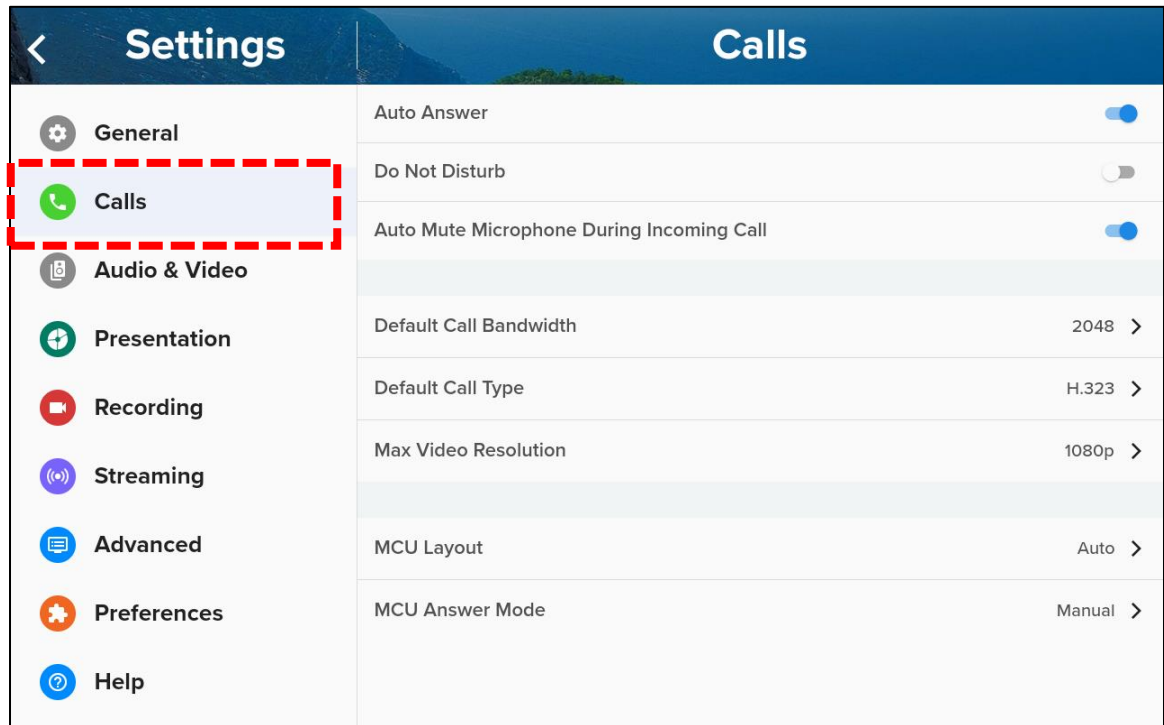 Settings
Calls
General
Calls
Audio & Video
Presentation
Recording
Streaming
Advanced
Preferences
Help
Auto Answer
Do Not Disturb
Auto Mute Microphone During Incoming Call
Default Call Bandwidth 2048
Default Call Type H.323
Max Video Resolution 1080p
MCU Layout Auto
MCU Answer Mode Manual